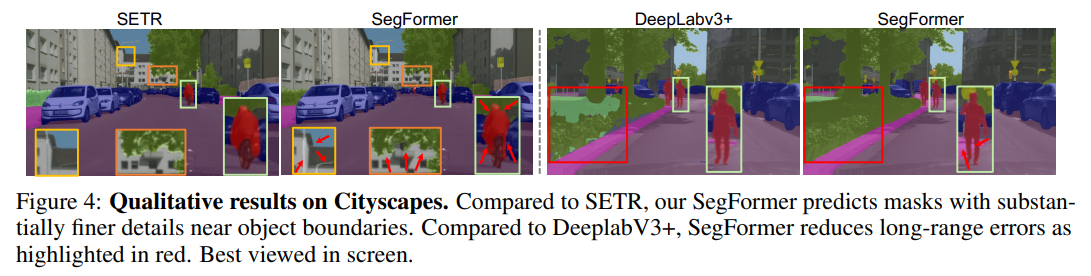 SETR
SegFormer
DeepLabv3+
SegFormer
Figure 4: Qualitative results on Cityscapes. Compared to SETR, our SegFormer predicts masks with substan-
tially finer details near object boundaries. Compared to DeeplabV3+, SegFormer reduces long-range errors as
highlighted in red. Best viewed in screen.